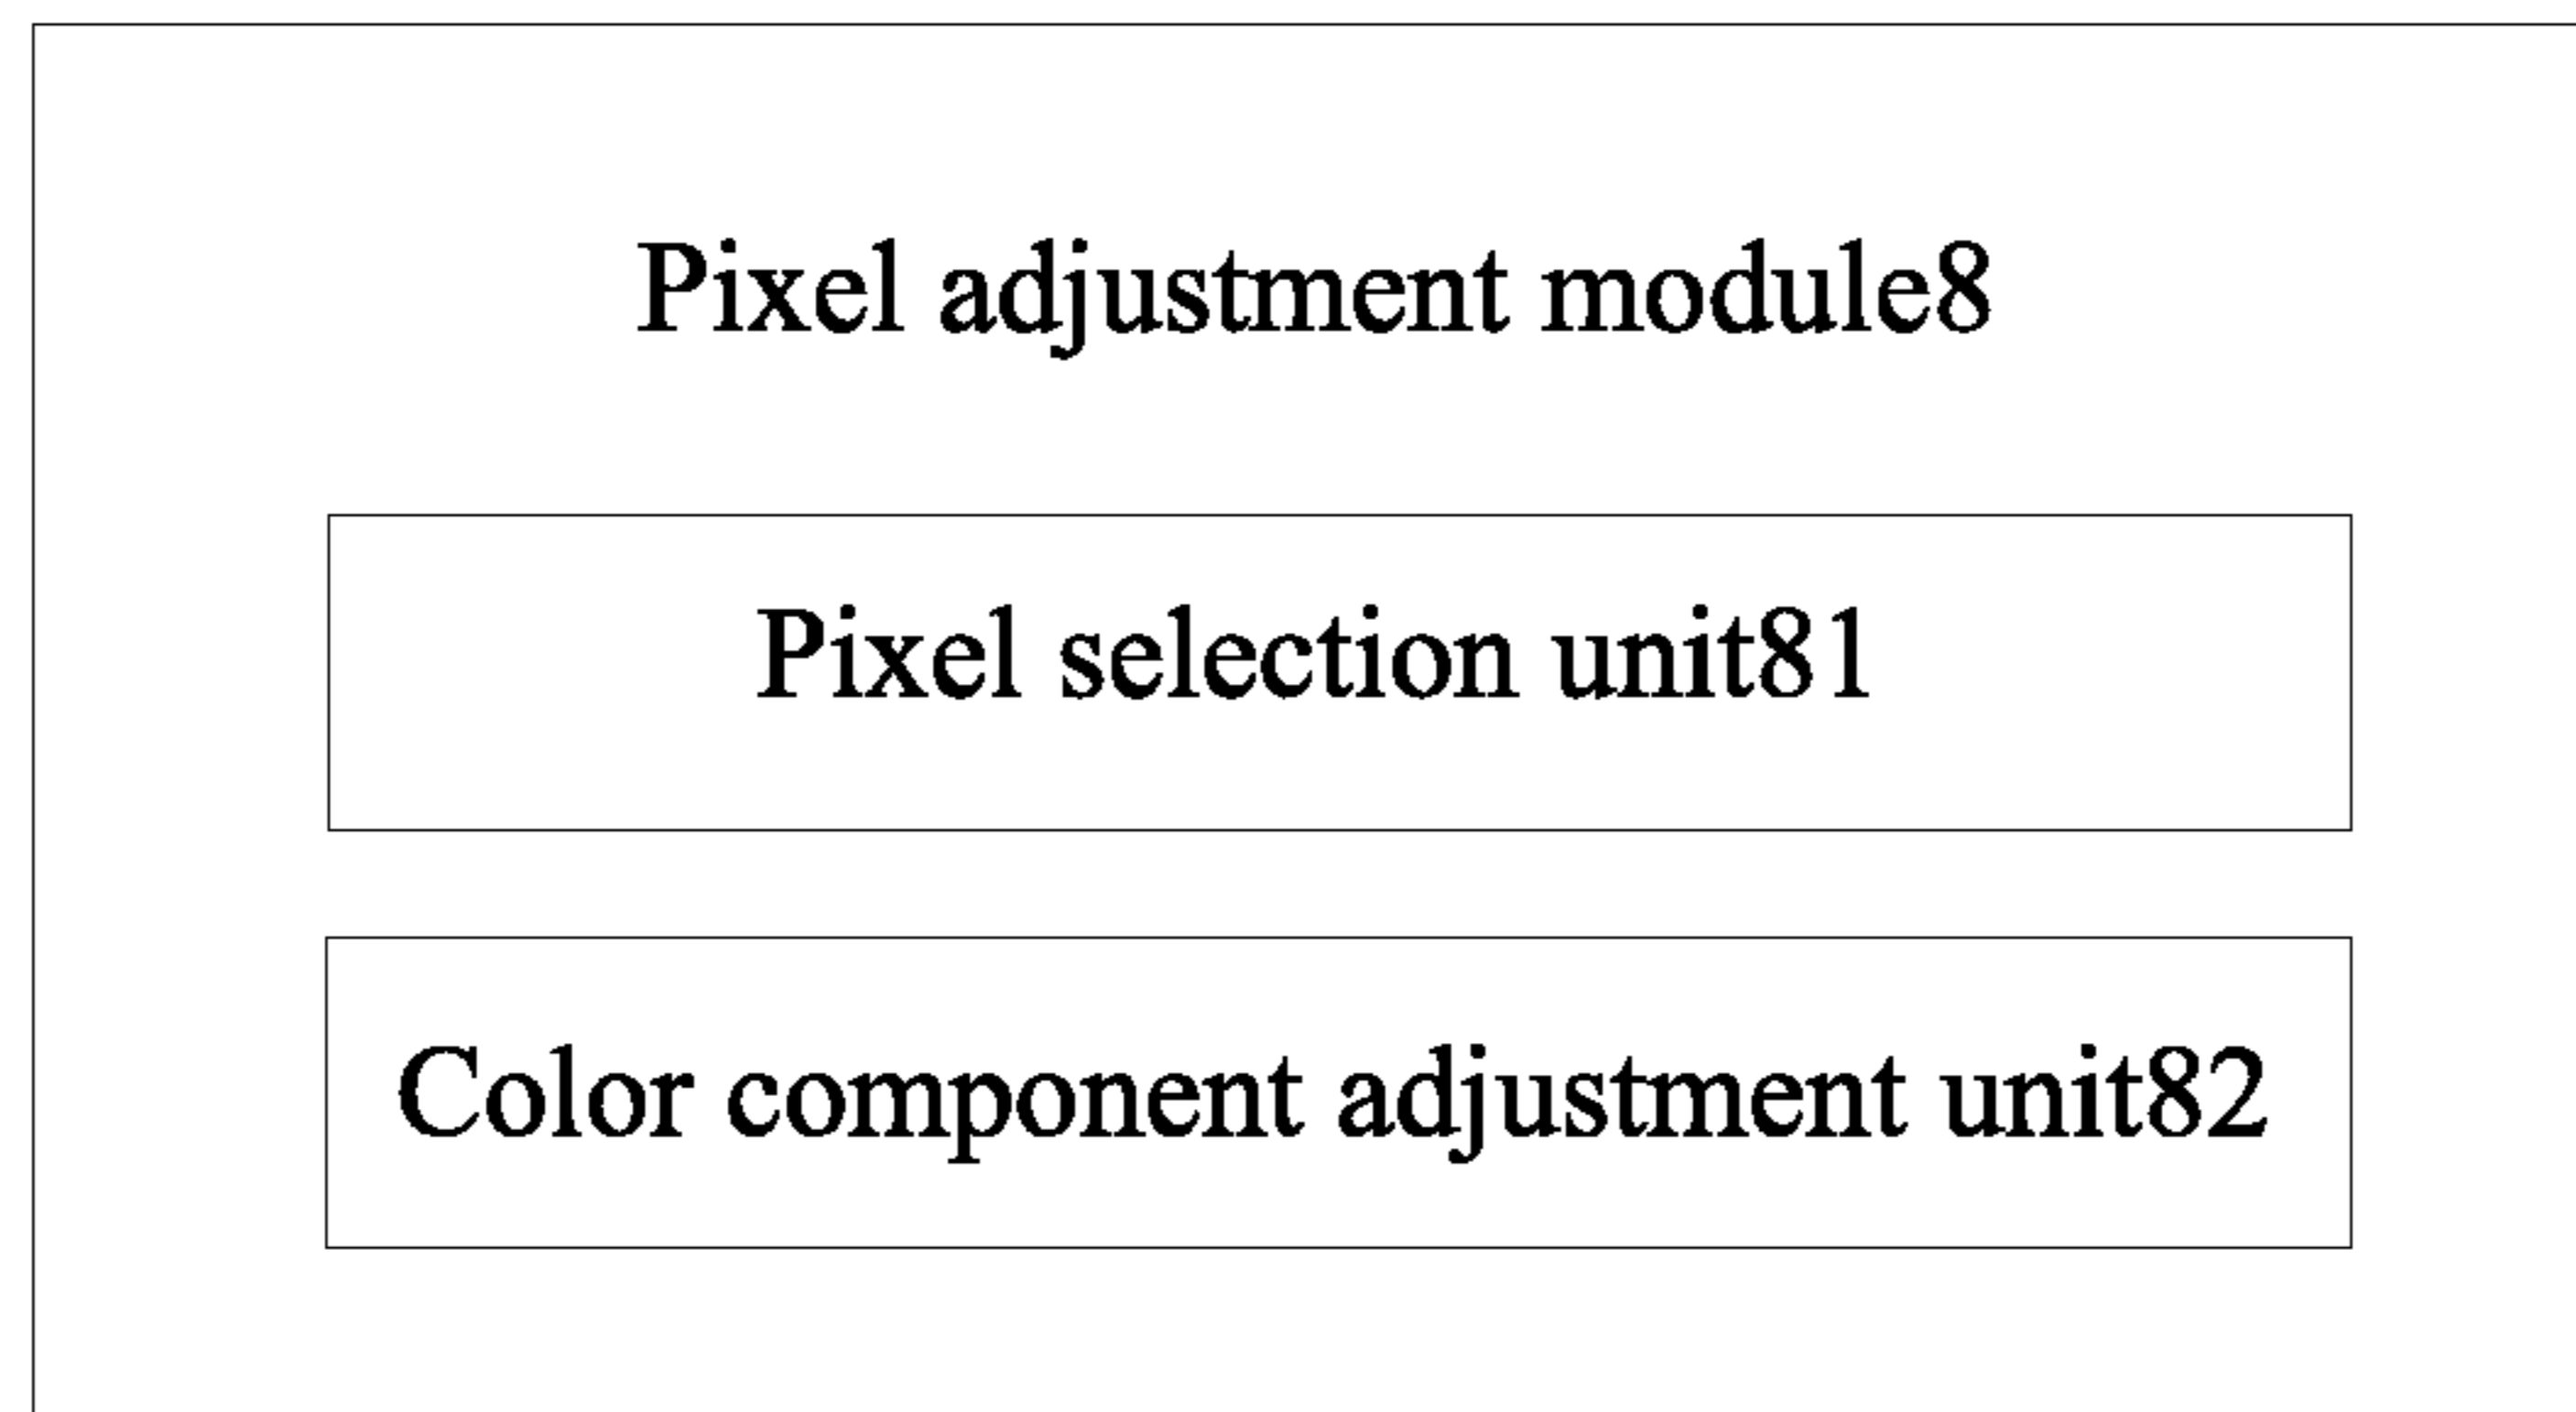 Pixel adjustment module8
Pixel selection unit81
Color component adjustment unit82